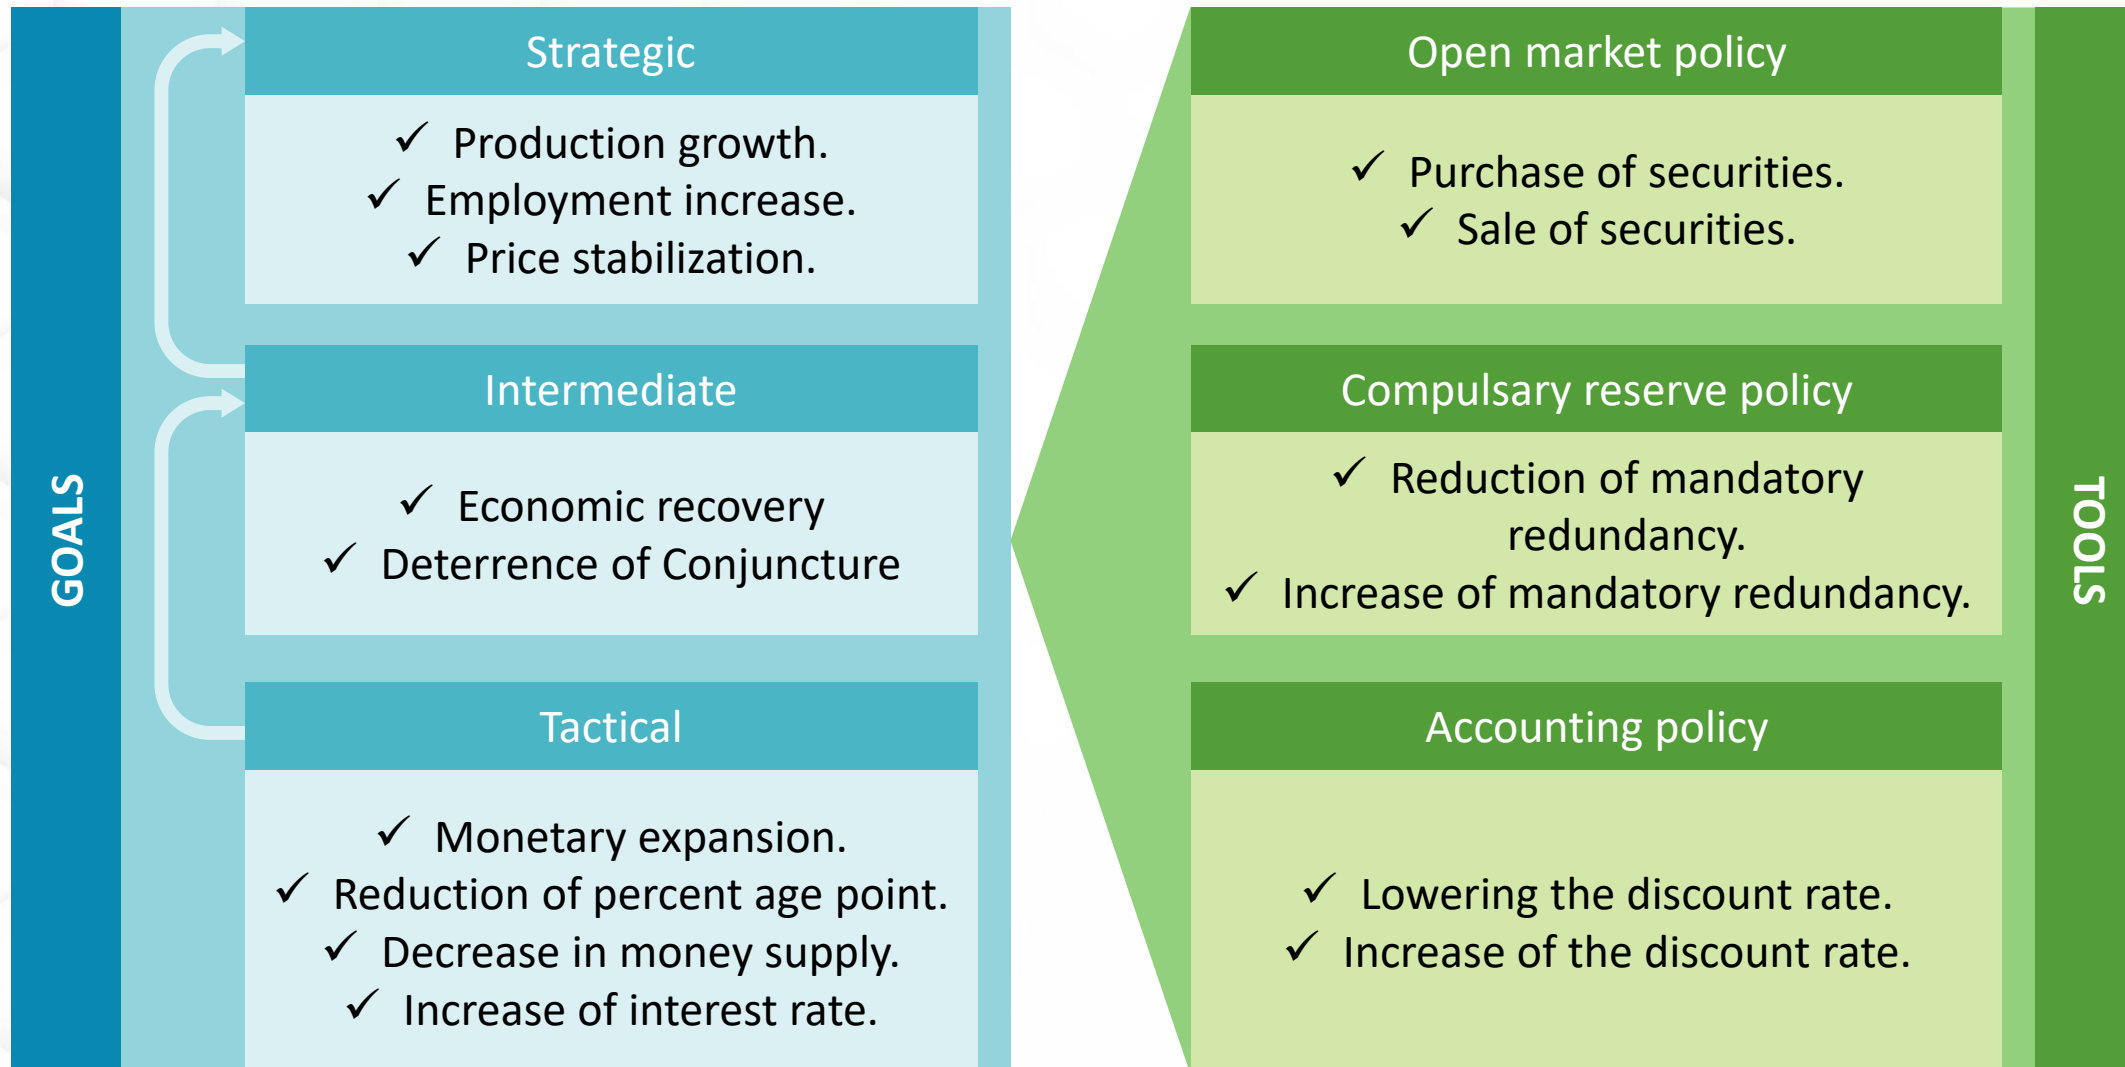 GOALS
Strategic
✓ Production growth.
✓ Employment increase.
✓ Price stabilization.
Intermediate
✓ Economic recovery
✓ Deterrence of Conjuncture
Tactical
✓ Monetary expansion.
✓ Reduction of percent age point.
✓ Decrease in money supply.
✓ Increase of interest rate.
Open market policy
✓ Purchase of securities.
✓ Sale of securities.
Compulsary reserve policy
✓ Reduction of mandatory
redundancy.
✓ Increase of mandatory redundancy.
Accounting policy
✓ Lowering the discount rate.
✓ Increase of the discount rate.
TOOLS